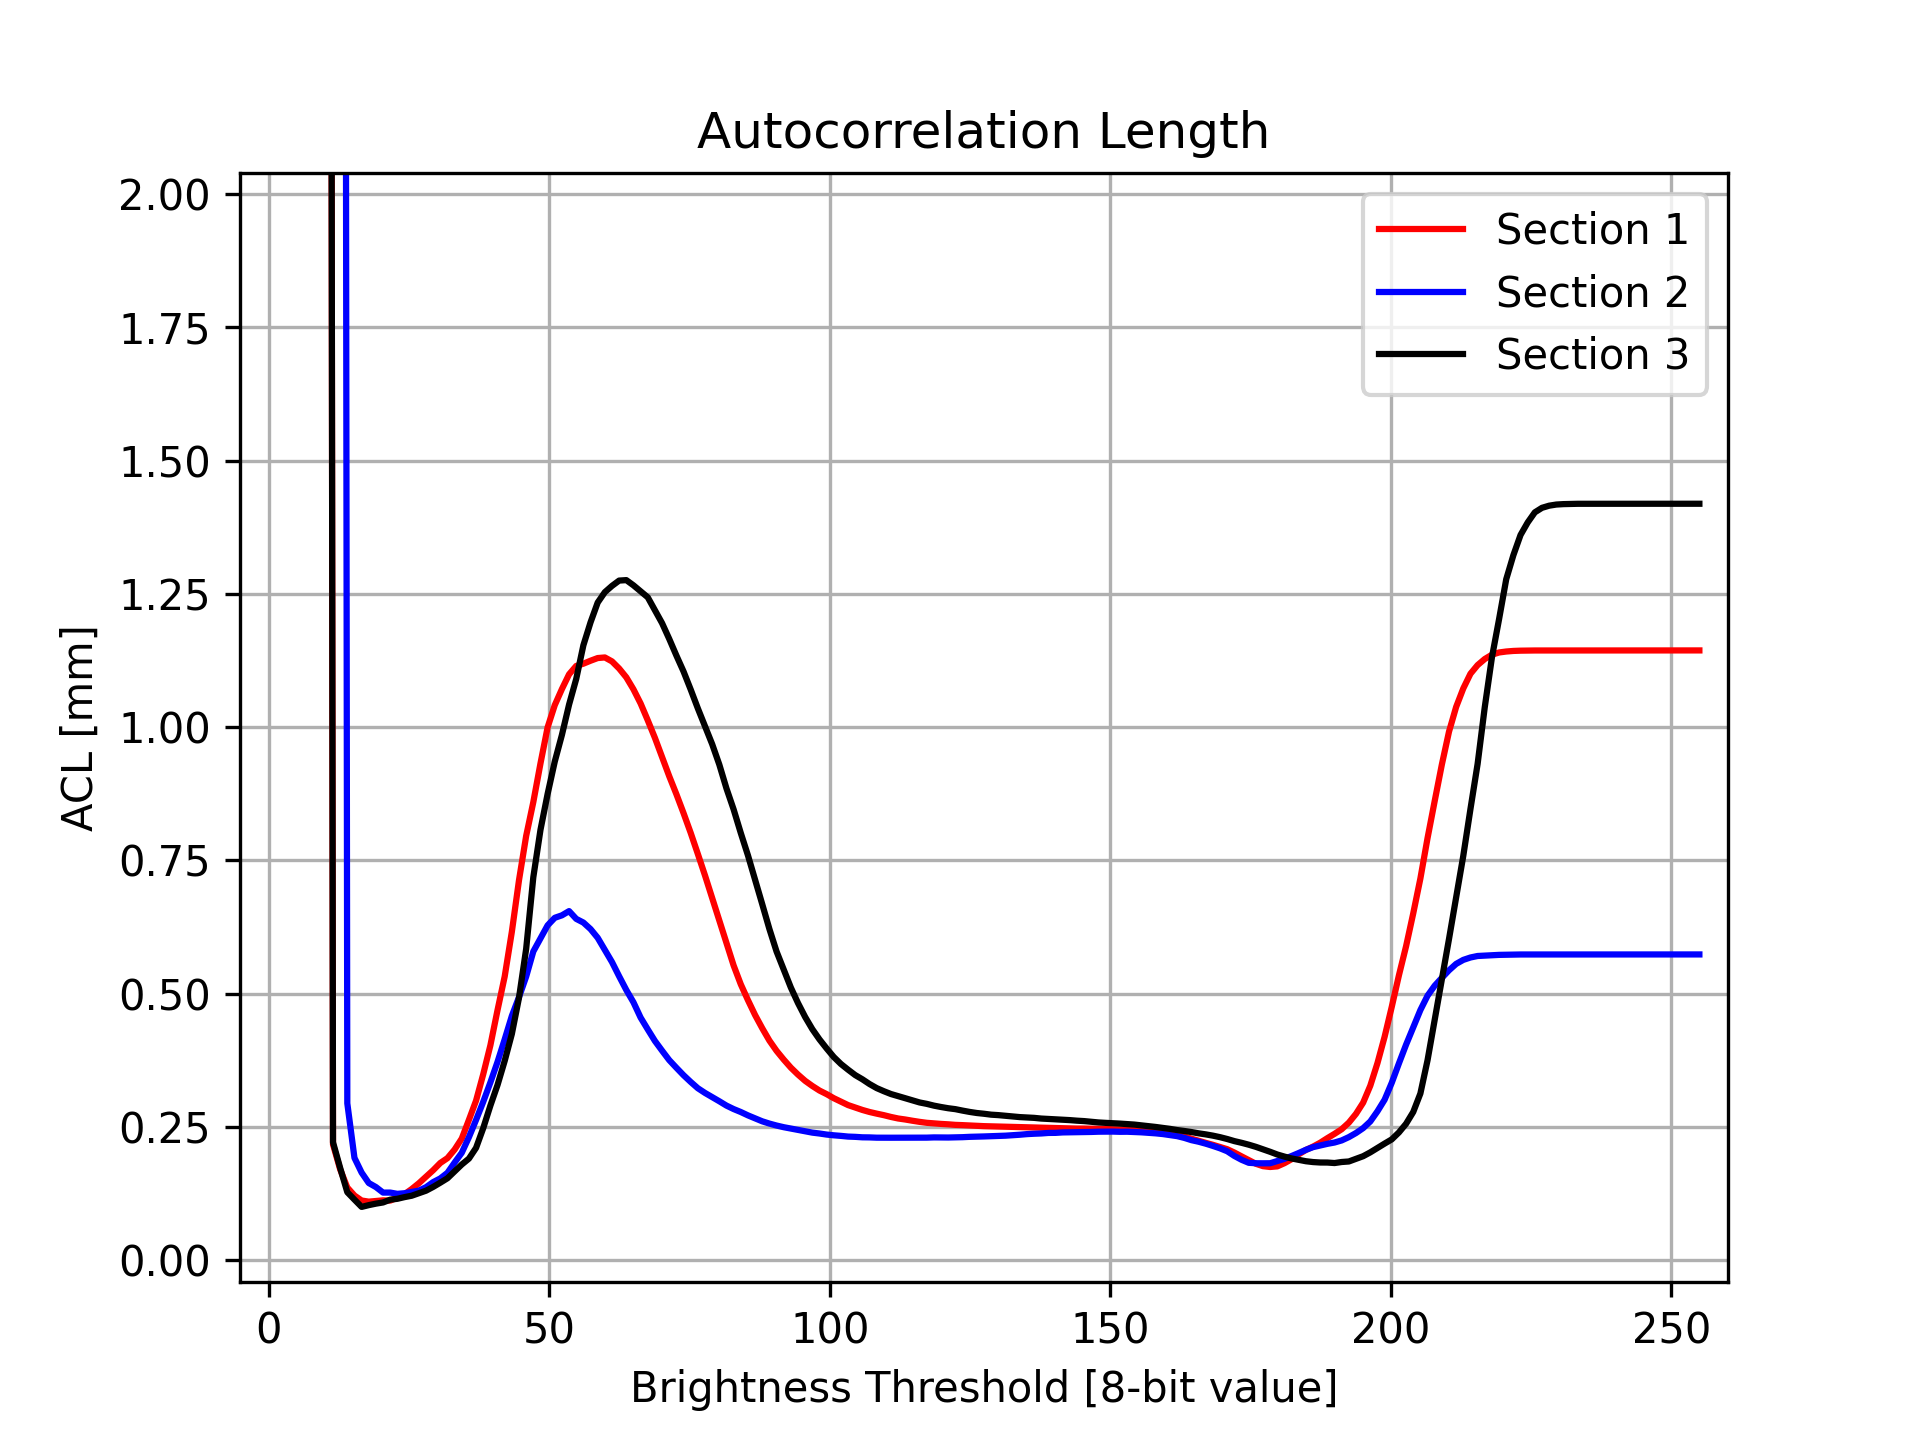 Autocorrelation Length
2.00
1.75
1.50
1.25
1.00
0.75
0.50
0.25
0.00
ACL [mm]
Section 1
Section 2
Section 3
0 50 100 150 200 250
Brightness Threshold [8-bit value]